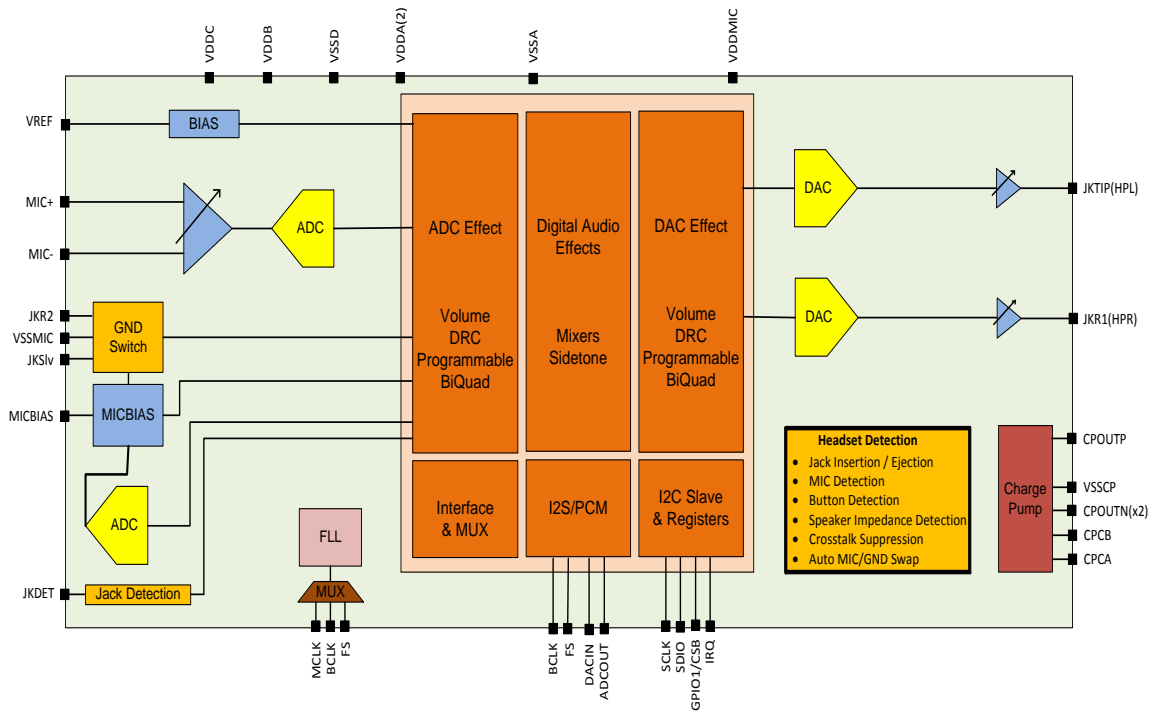 VDDC
VDDB
VSSD
VDDA(2)
VSSA
VDDMIC
VREF
BIAS
MIC+
MIC-
ADC
ADC Effect
Volume
DRC
Programmable
BiQuad
Digital Audio
Effects
Mixers
Sidetone
DAC Effect
Volume
DRC
Programmable
BiQuad
DAC
JKTIP(HPL)
DAC
JKR1(HPR)
JKR2
VSSMIC
JKSlv
GND
Switch
MICBIAS
MICBIAS
ADC
JKDET
Jack Detection
FLL
MUX
MCLK
BCLK
FS
Interface
& MUX
I2S/PCM
I2C Slave
& Registers
BCLK
FS
DACIN
ADCOUT
SCLK
SDIO
GPIO1/CSB
IRQ
Headset Detection
• Jack Insertion / Ejection
• MIC Detection
• Button Detection
• Speaker Impedance Detection
• Crosstalk Suppression
• Auto MIC/GND Swap
Charge
Pump
CPOUTP
VSSCP
CPOUTN(x2)
CPCB
CPCA